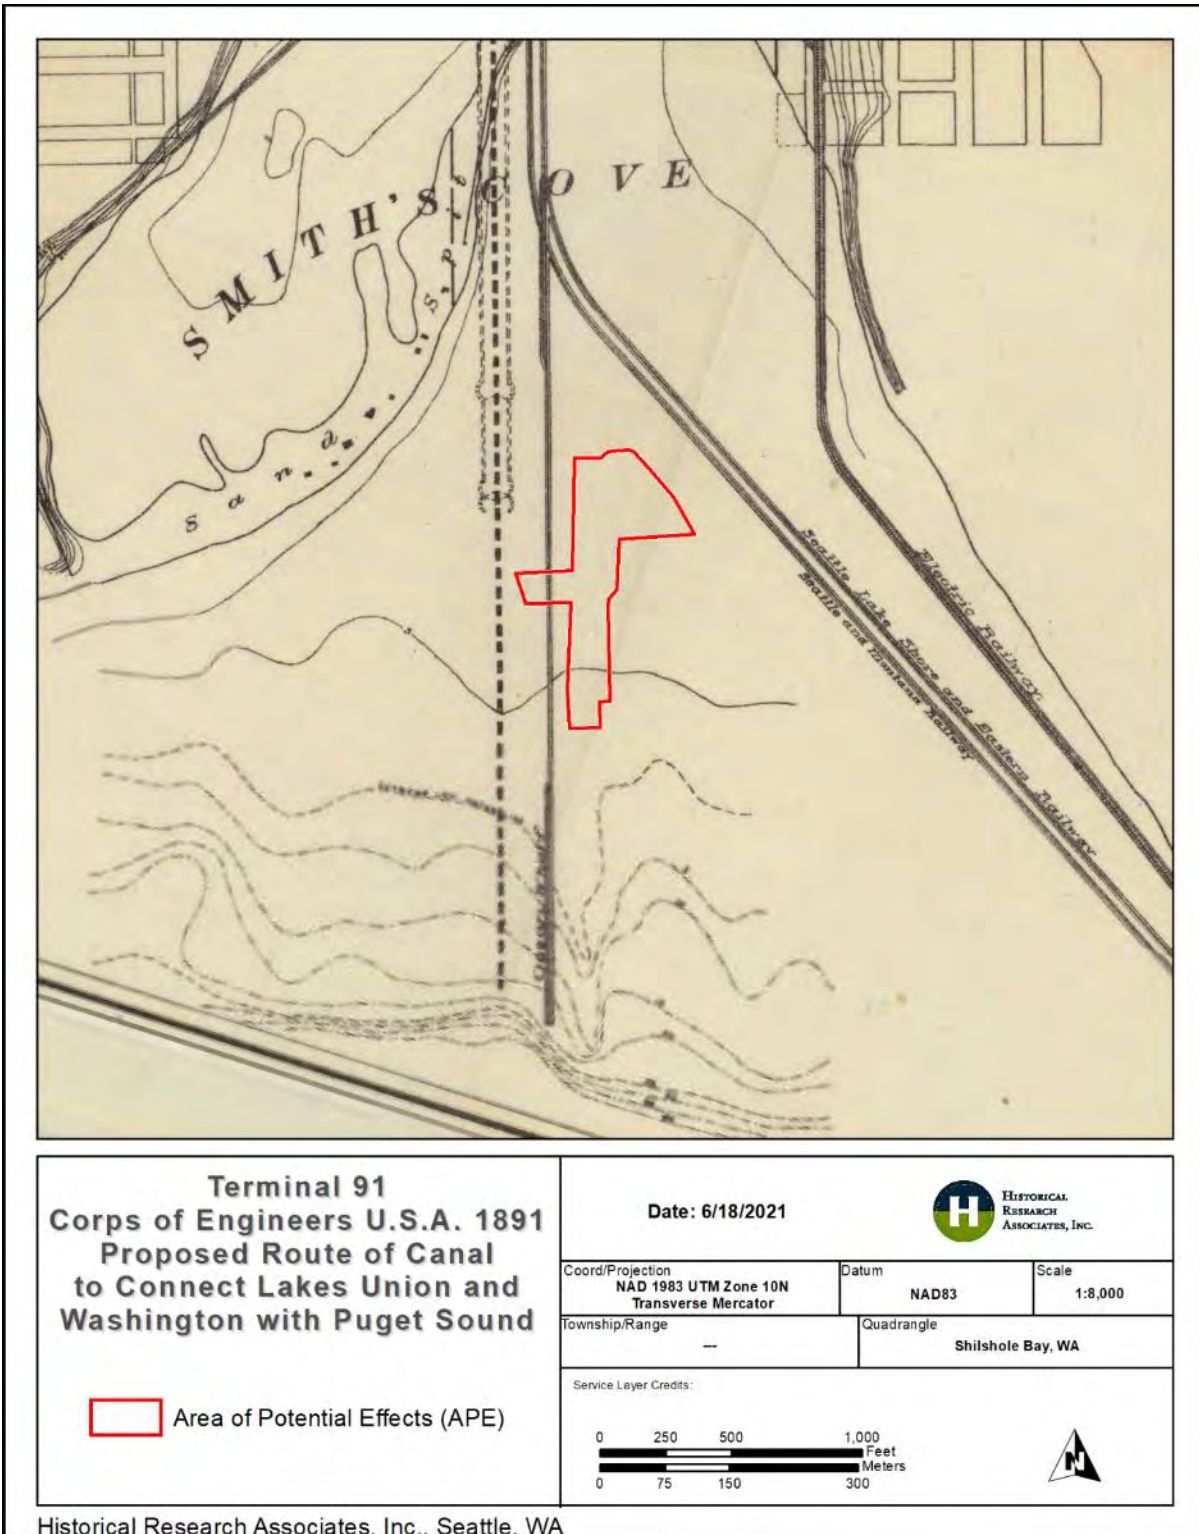 SMITH'S COVE
Sand Spit
Seattle Lake Shore and Eastern Railway
Seattle and Montana Railway
Electric Railway.
Terminal 91
Corps of Engineers U.S.A. 1891
Proposed Route of Canal
to Connect Lakes Union and
Washington with Puget Sound
Area of Potential Effects (APE)
Date: 6/18/2021
H
HISTORICAL
RESEARCH
ASSOCIATES, INC.
Coord/Projection
NAD 1983 UTM Zone 10N
Transverse Mercator
Datum
NAD83
Scale
1:8,000
Township/Range
---
Quadrangle
Shilshole Bay, WA
Service Layer Credits:
0 250 500 1,000
Feet
Meters
0 75 150 300
N
Historical Research Associates, Inc., Seattle, WA